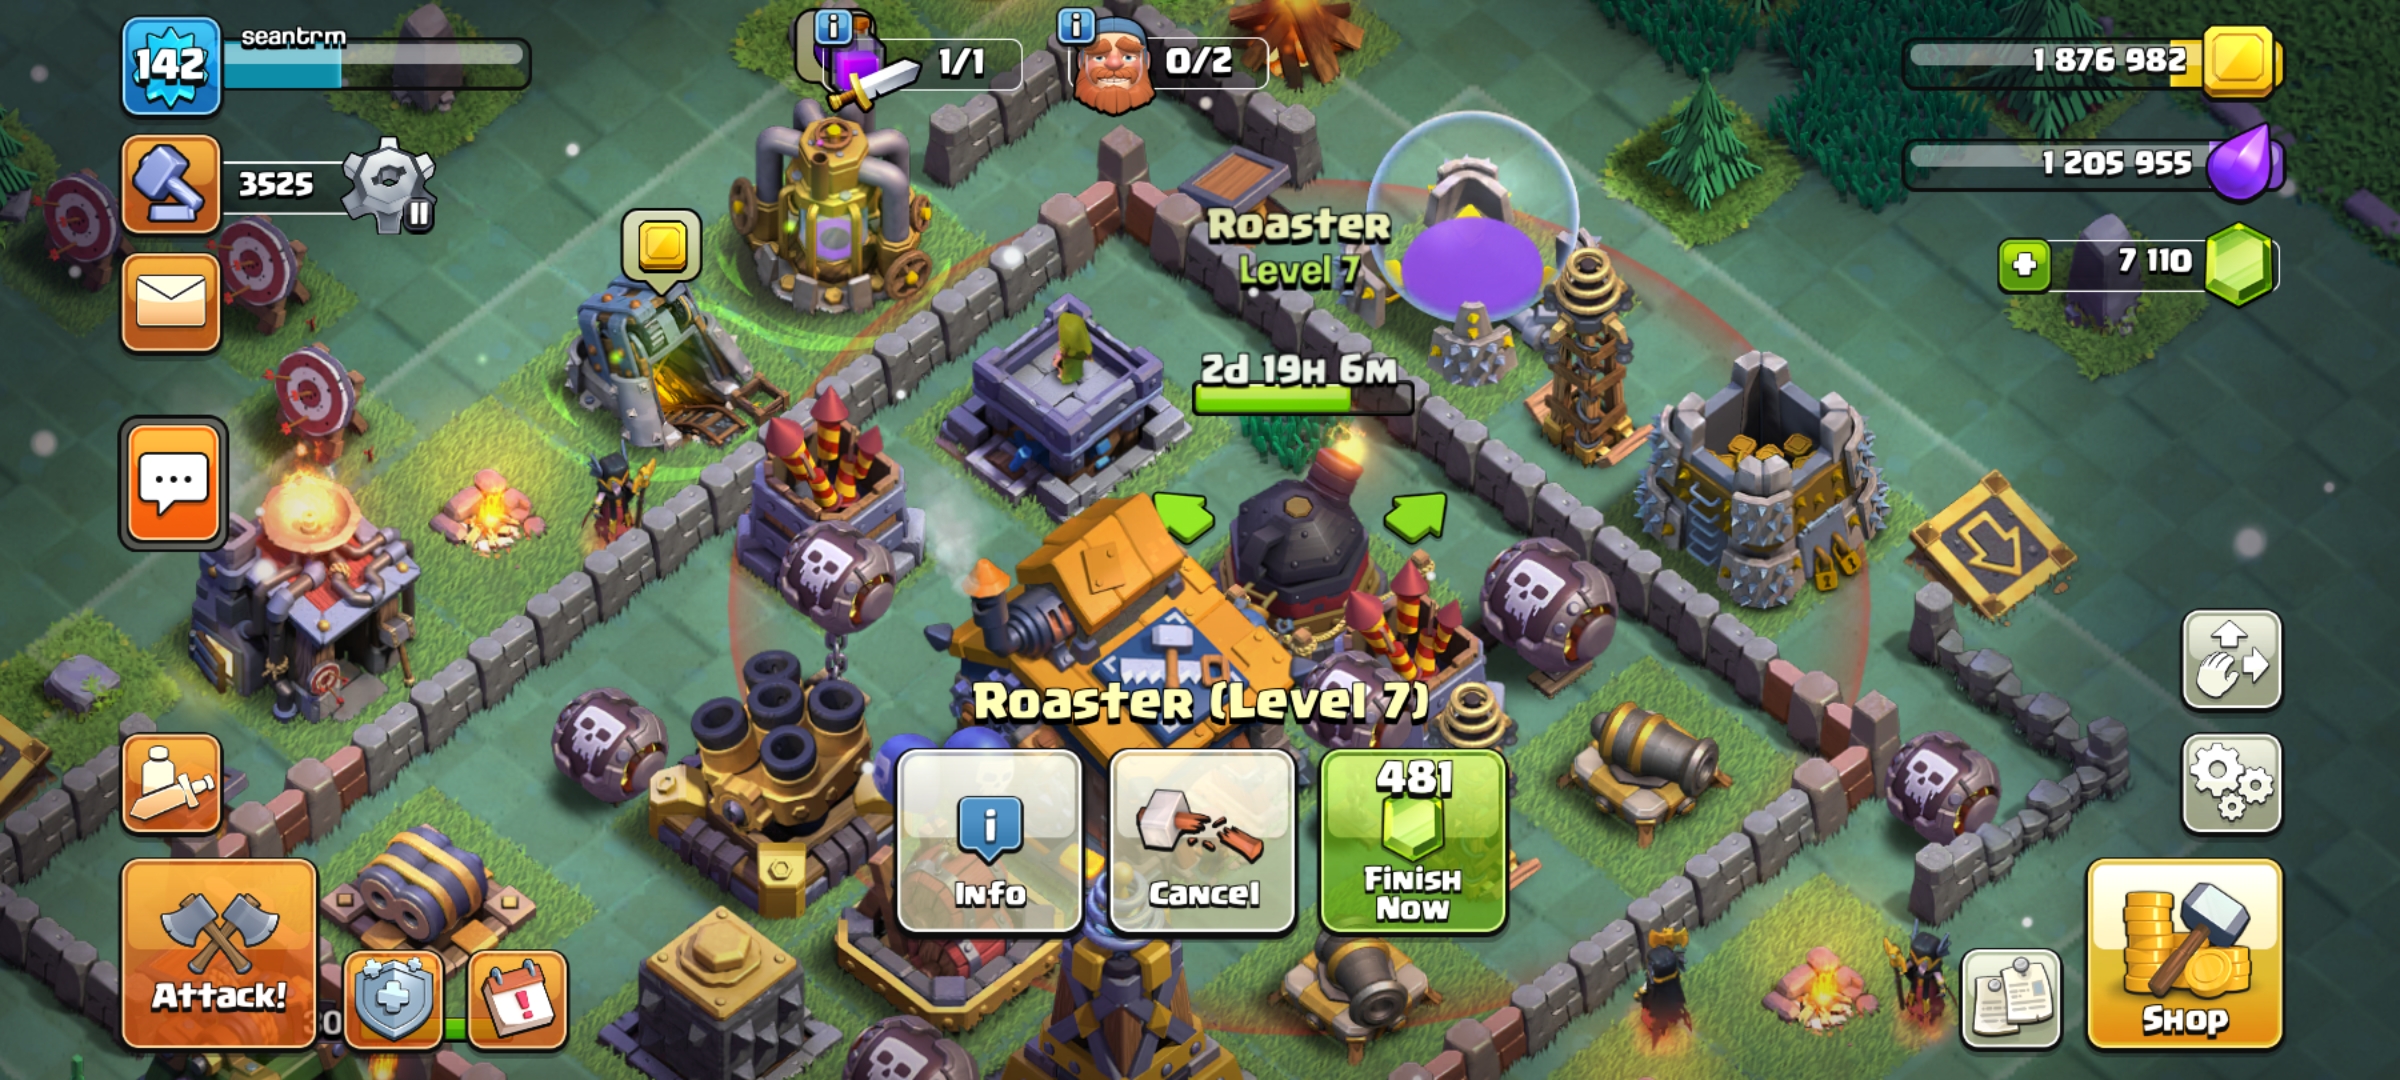 142
seantrm
1/1
0/2
1 876 982
3525
1 205 955
7 110
Roaster
Level 7
2d 19H 6M
Roaster (Level 7)
Info
Cancel
481
Finish
Now
Attack!
30
Shop